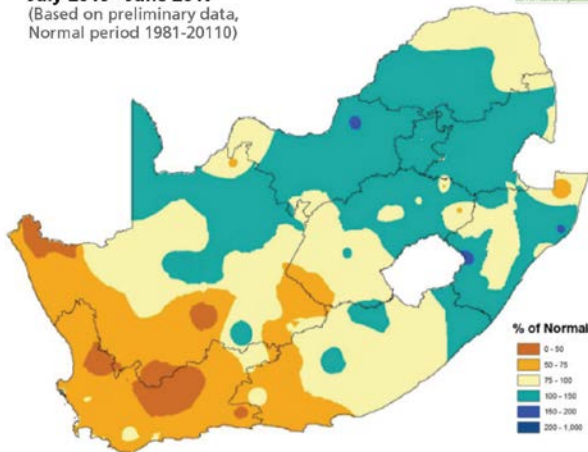 (Based on preliminary data,
Normal period 1981-20110)
% of Normal
0 - 50
50 - 75
75 - 100
100 - 150
150 - 200
200 - 1,000